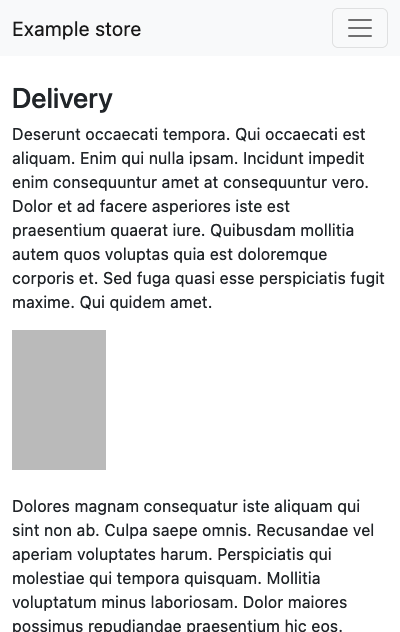 Example store
Delivery
Deserunt occaecati tempora. Qui occaecati est
aliquam. Enim qui nulla ipsam. Incidunt impedit
enim consequuntur amet at consequuntur vero.
Dolor et ad facere asperiores iste est
praesentium quaerat iure. Quibusdam mollitia
autem quos voluptas quia est doloremque
corporis et. Sed fuga quasi esse perspiciatis fugit
maxime. Qui quidem amet.
Dolores magnam consequatur iste aliquam qui
sint non ab. Culpa saepe omnis. Recusandae vel
aperiam voluptates harum. Perspiciatis qui
molestiae qui tempora quisquam. Mollitia
voluptatum minus laboriosam. Dolor maiores
possimus repudiandae praesentium hic eos.